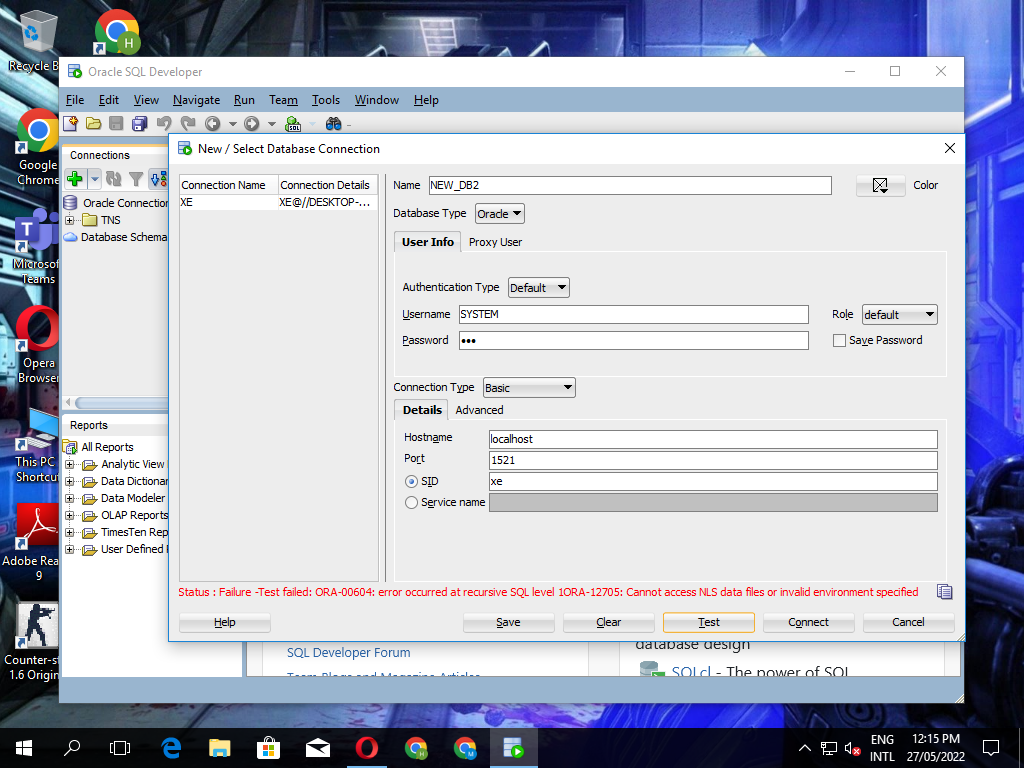 Recycle B
Oracle SQL Developer
File Edit View Navigate Run Team Tools Window Help
Google Chrome
Connections
Oracle Connection
TNS
Database Schema
New / Select Database Connection
Connection Name Connection Details
XE XE@//DESKTOP-...
Name NEW_DB2 Color
Database Type Oracle
User Info Proxy User
Authentication Type Default
Username SYSTEM Role default
Password ••• Save Password
Connection Type Basic
Details Advanced
Hostname localhost
Port 1521
SID xe
Service name
Status : Failure -Test failed: ORA-00604: error occurred at recursive SQL level 1ORA-12705: Cannot access NLS data files or invalid environment specified
Help Save Clear Test Connect Cancel
Microsof
Teams
Opera
Browser
Reports
All Reports
Analytic View
Data Dictionar
Data Modeler
OLAP Reports
TimesTen Rep
User Defined
This PC
Shortcu
Adobe Rea
9
Counter-st
1.6 Origin
SQL Developer Forum
Team Blogs and Magazine Articles
database design
SQLcl - The power of SQL
ENG
INTL
12:15 PM
27/05/2022